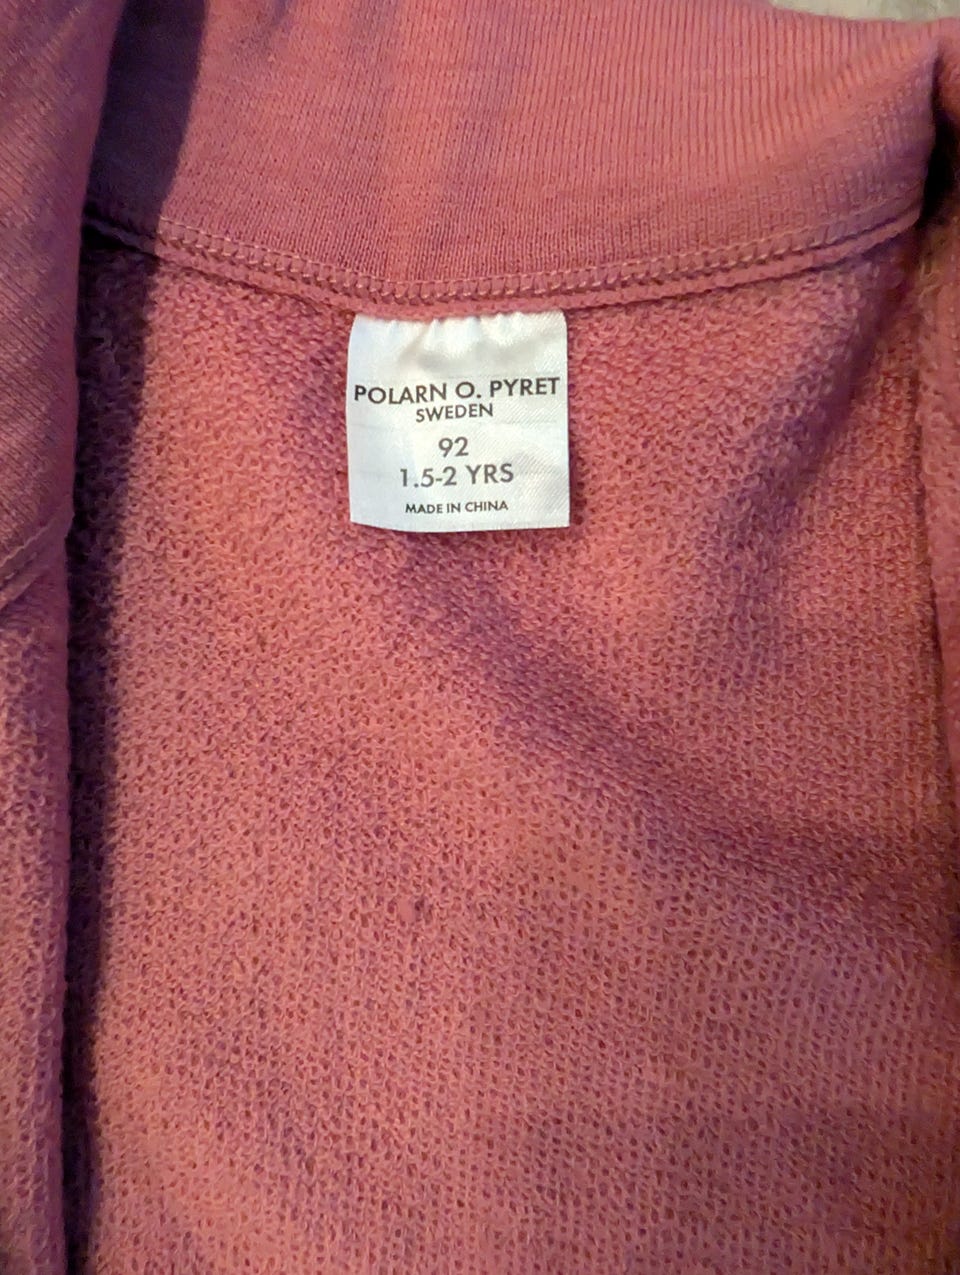 POLARN O. PYRET
SWEDEN
92
1.5-2 YRS
MADE IN CHINA